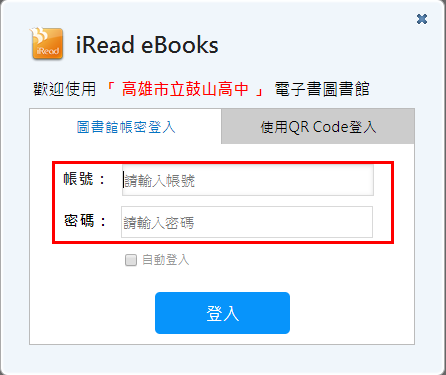 iRead
iRead eBooks
歡迎使用 「 高雄市立鼓山高中 」 電子書圖書館
圖書館帳密登入 使用QR Code登入
帳號： 請輸入帳號
密碼： 請輸入密碼
自動登入
登入